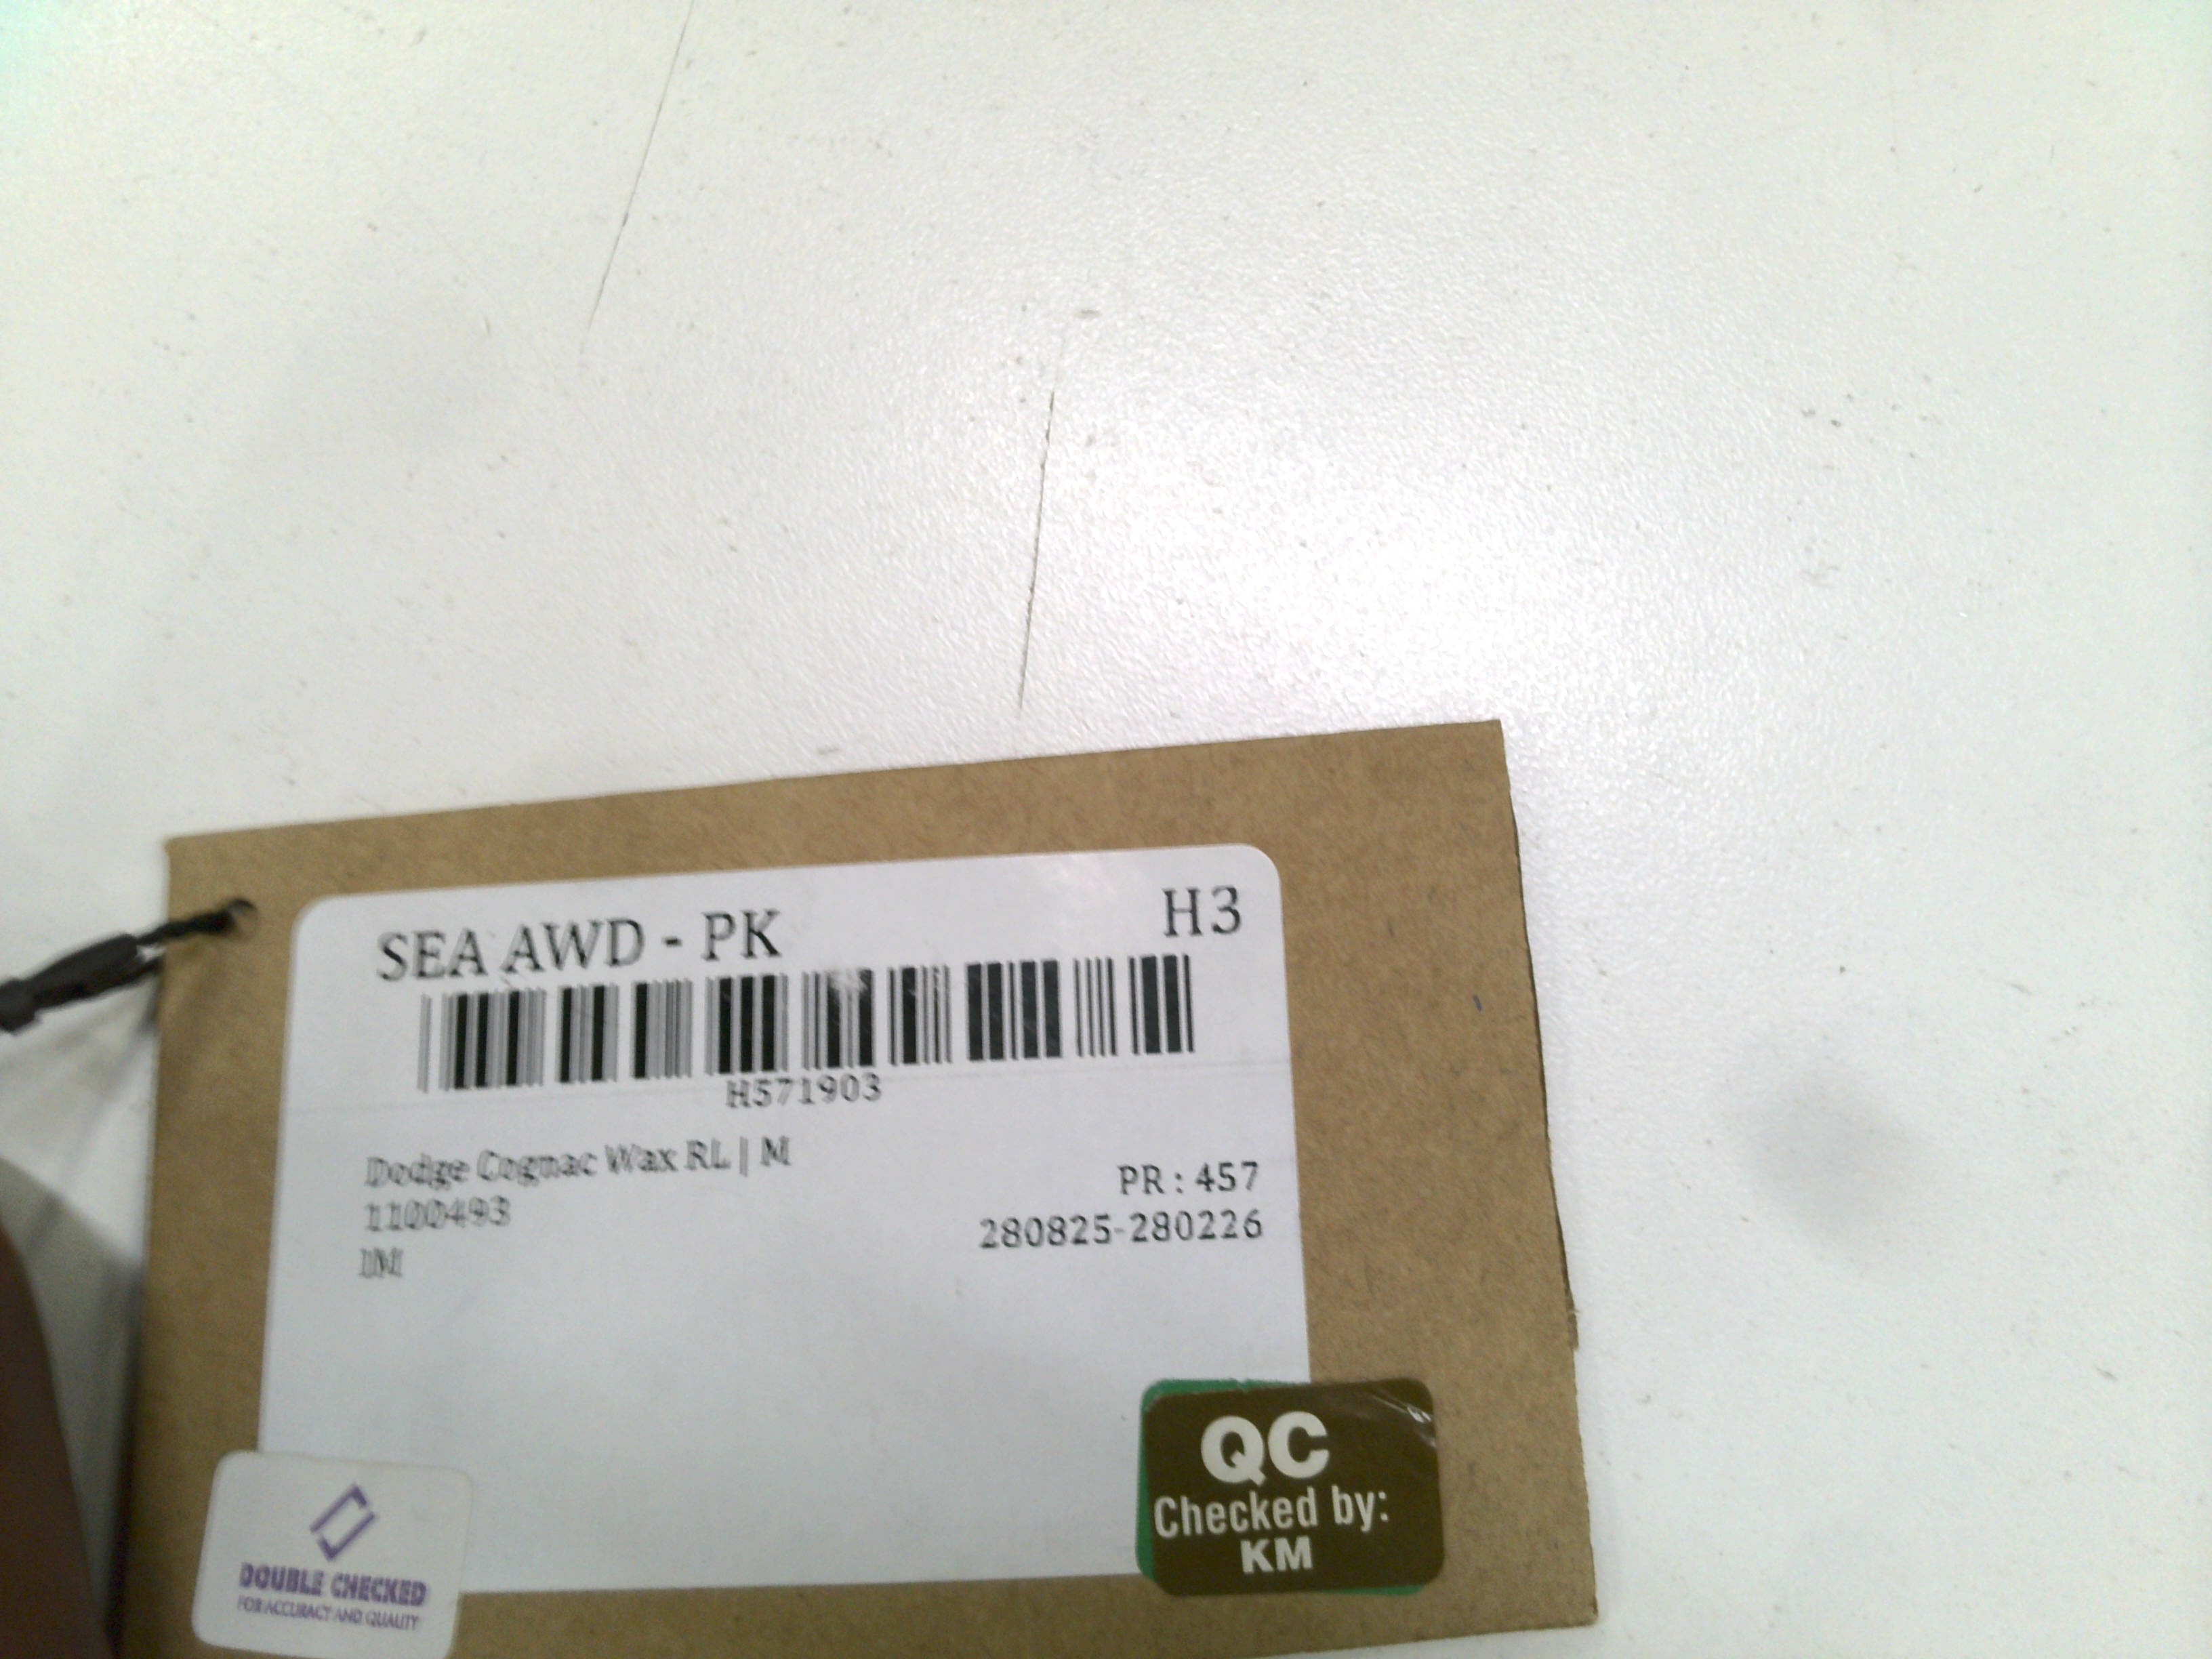 SEA AWD - PK
H3
H571903
Dodge Cognac Wax RL | M
1100493
IM
PR : 457
280825-280226
QC
Checked by:
KM
DOUBLE CHECKED
FOR ACCURACY AND QUALITY